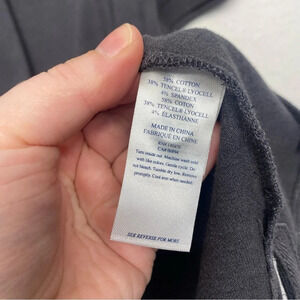 58% COTTON
38% TENCEL® LYOCELL
4% SPANDEX
58% COTON
38% TENCEL® LYOCELL
4% ÉLASTHANNE
MADE IN CHINA
FABRIQUÉ EN CHINE
Turn inside out. Machine wash cold
with like colors. Gentle cycle. Do
not bleach. Tumble dry low. Remove
promptly. Cool iron when needed.
SEE REVERSE FOR MORE